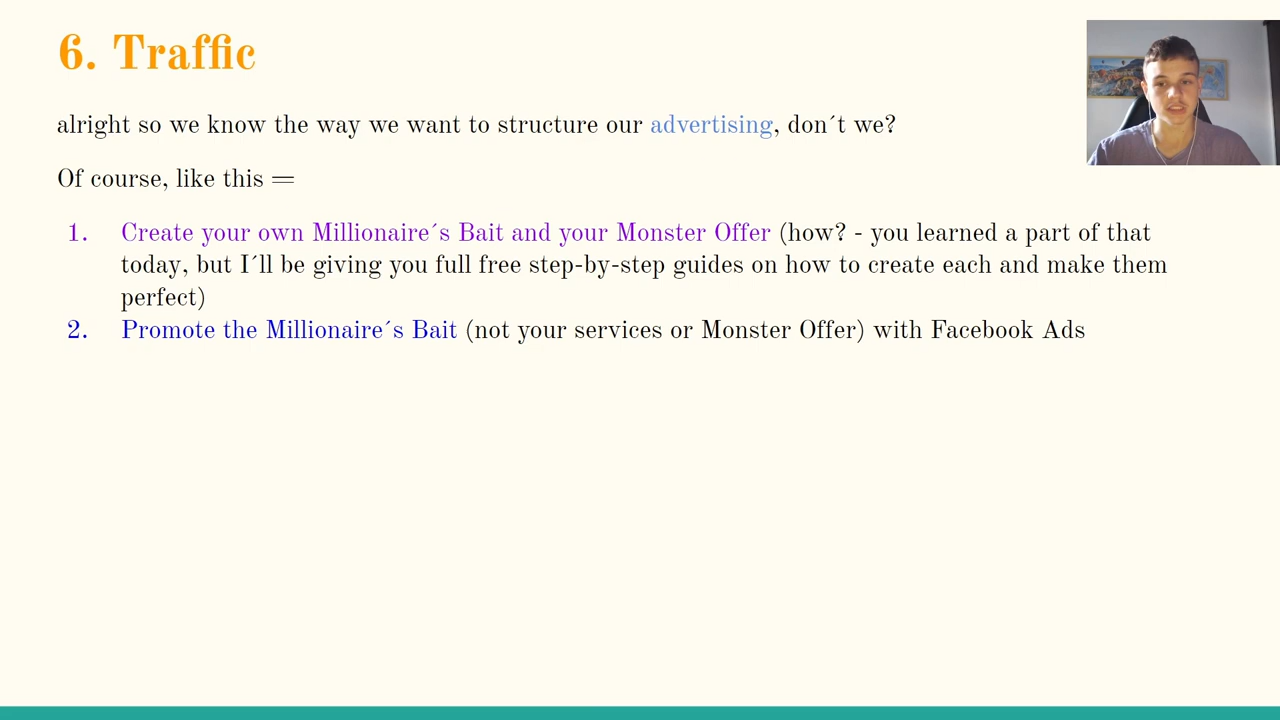 6. Traffic
alright so we know the way we want to structure our advertising, don´t we?
Of course, like this =
1. Create your own Millionaire´s Bait and your Monster Offer (how? - you learned a part of that
today, but I´ll be giving you full free step-by-step guides on how to create each and make them
perfect)
2. Promote the Millionaire´s Bait (not your services or Monster Offer) with Facebook Ads